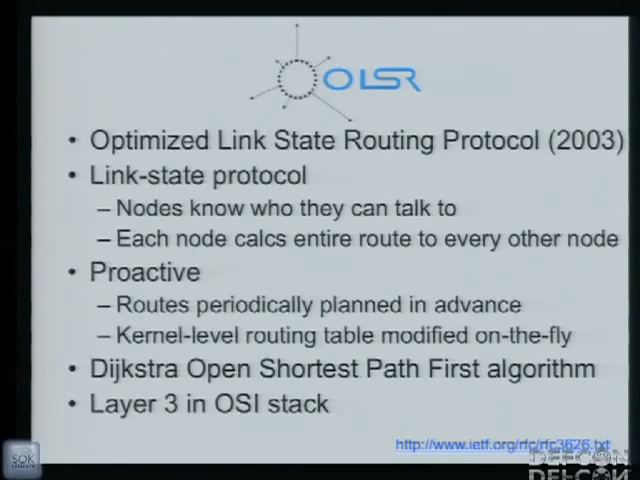 OLSR
• Optimized Link State Routing Protocol (2003)
• Link-state protocol
– Nodes know who they can talk to
– Each node calcs entire route to every other node
• Proactive
– Routes periodically planned in advance
– Kernel-level routing table modified on-the-fly
• Dijkstra Open Shortest Path First algorithm
• Layer 3 in OSI stack
http://www.ietf.org/rfc/rfc3626.txt
DEFCON
SOK